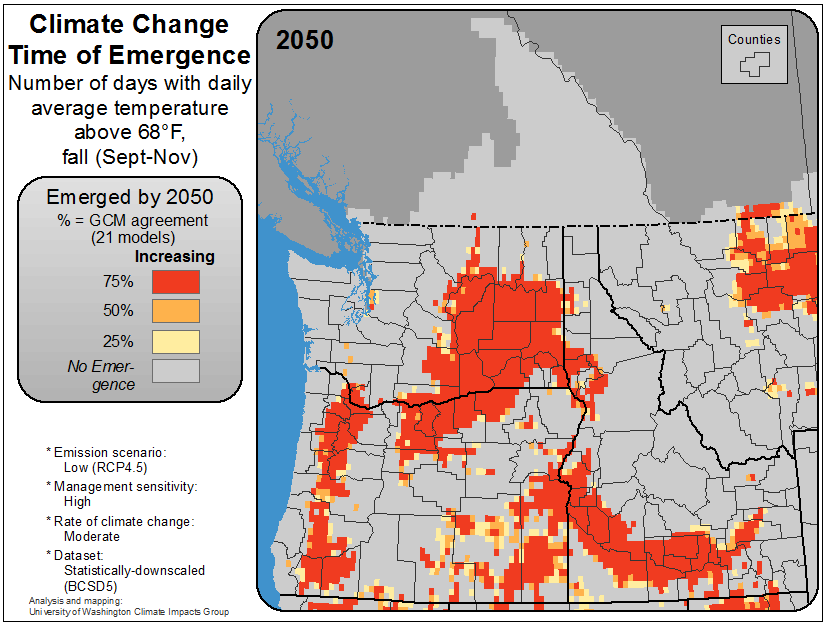 Climate Change
Time of Emergence
Number of days with daily
average temperature
above 68°F,
fall (Sept-Nov)
Emerged by 2050
% = GCM agreement
(21 models)
Increasing
75%
50%
25%
No Emer-
gence
* Emission scenario:
Low (RCP4.5)
* Management sensitivity:
High
* Rate of climate change:
Moderate
* Dataset:
Statistically-downscaled
(BCSD5)
Analysis and mapping:
University of Washington Climate Impacts Group
2050
Counties